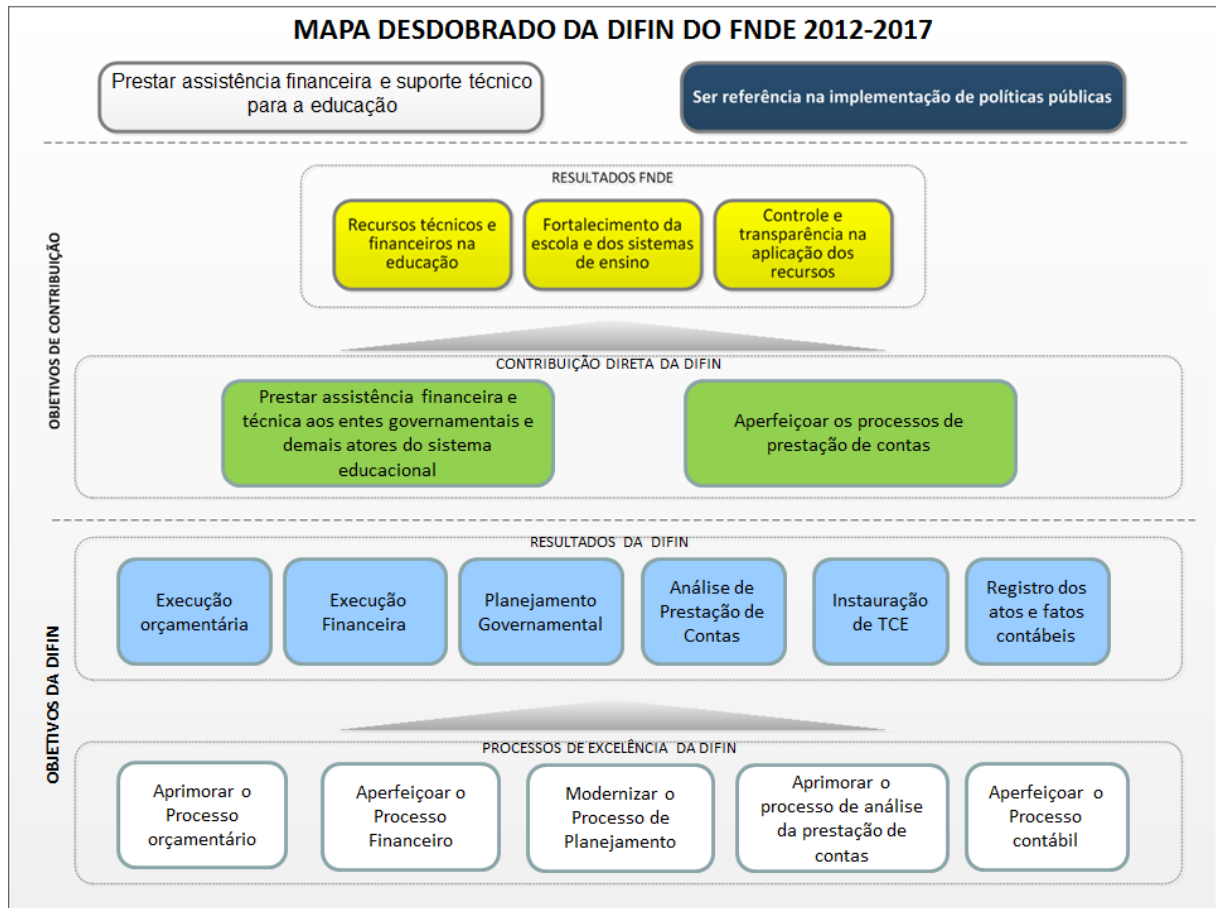 MAPA DESDOBRADO DA DIFIN DO FNDE 2012-2017
Prestar assistência financeira e suporte técnico
para a educação
Ser referência na implementação de políticas públicas
OBJETIVOS DE CONTRIBUIÇÃO
RESULTADOS FNDE
Recursos técnicos e
financeiros na
educação
Fortalecimento da
escola e dos sistemas
de ensino
Controle e
transparência na
aplicação dos
recursos
CONTRIBUIÇÃO DIRETA DA DIFIN
Prestar assistência financeira e
técnica aos entes governamentais e
demais atores do sistema
educacional
Aperfeiçoar os processos de
prestação de contas
OBJETIVOS DA DIFIN
RESULTADOS DA DIFIN
Execução
orçamentária
Execução
Financeira
Planejamento
Governamental
Análise de
Prestação de
Contas
Instauração
de TCE
Registro dos
atos e fatos
contábeis
PROCESSOS DE EXCELÊNCIA DA DIFIN
Aprimorar o
Processo
orçamentário
Aperfeiçoar o
Processo
Financeiro
Modernizar o
Processo de
Planejamento
Aprimorar o
processo de análise
da prestação de
contas
Aperfeiçoar o
Processo
contábil